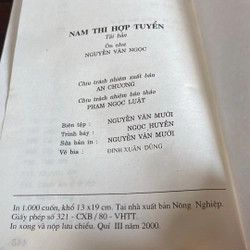 NAM THI HỢP TUYỂN
Tái bản
Ôn như
NGUYỄN VĂN NGỌC
Chịu trách nhiệm xuất bản
AN CHƯƠNG
Chịu trách nhiệm bản thảo
PHẠM NGỌC LUẬT
Biên tập : NGUYỄN VĂN MƯỜI
Trình bày : NGỌC HUYỀN
Sửa bản in : NGUYỄN VĂN MƯỜI
Vẽ bìa : ĐINH XUÂN DŨNG
In 1.000 cuốn, khổ 13 x 19 cm. Tại nhà xuất bản Nông Nghiệp.
Giấy phép số 321 - CXB / 80 - VHTT.
In xong và nộp lưu chiểu. Quí III năm 2000.